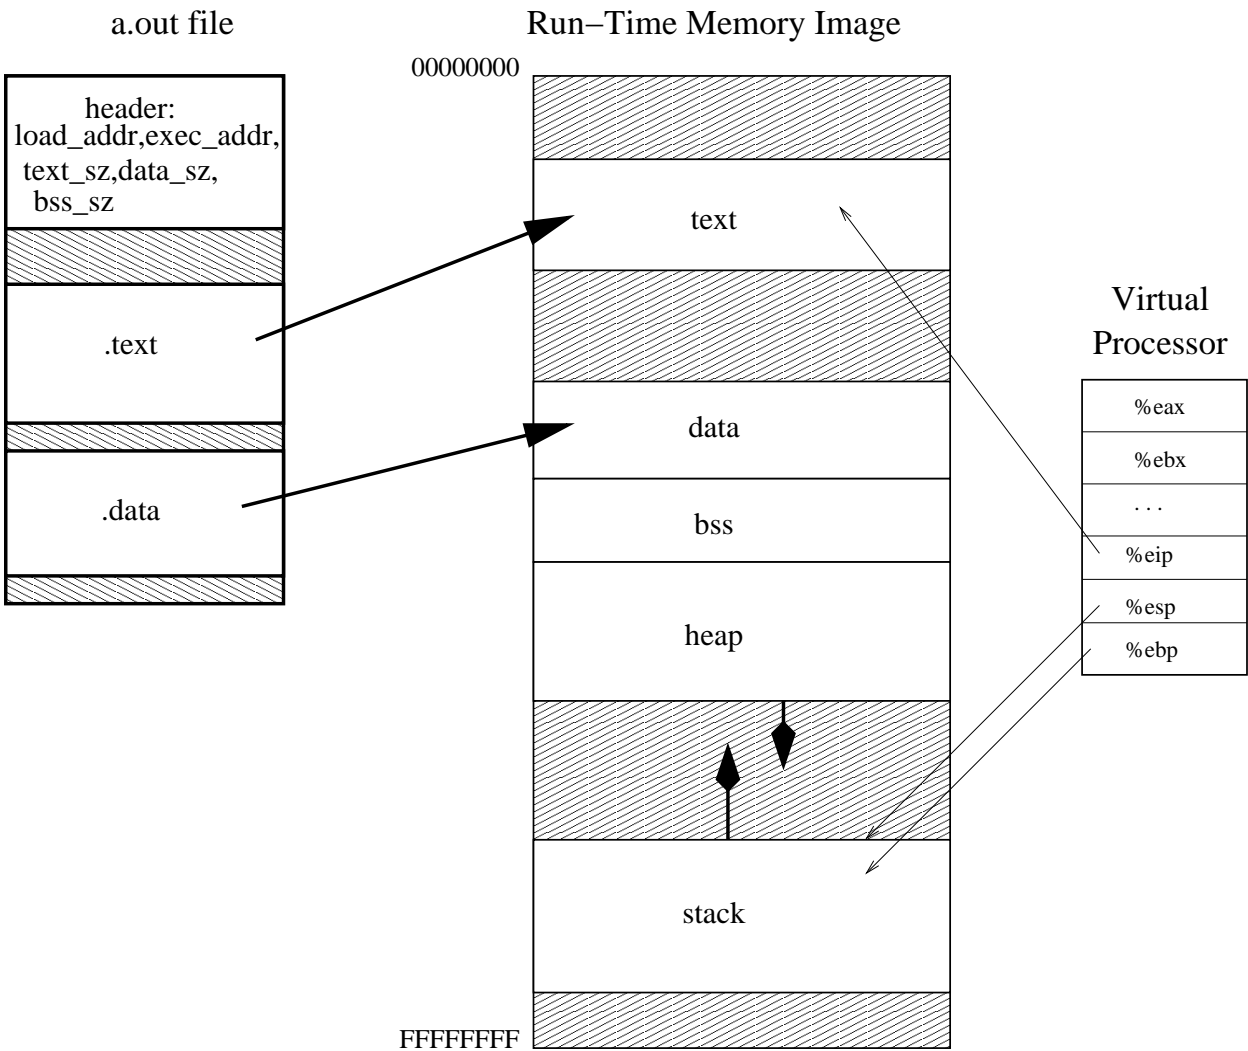 a.out file
header:
load_addr,exec_addr,
text_sz,data_sz,
bss_sz
.text
.data
Run−Time Memory Image
00000000
text
data
bss
heap
stack
FFFFFFFF
Virtual
Processor
%eax
%ebx
. . .
%eip
%esp
%ebp